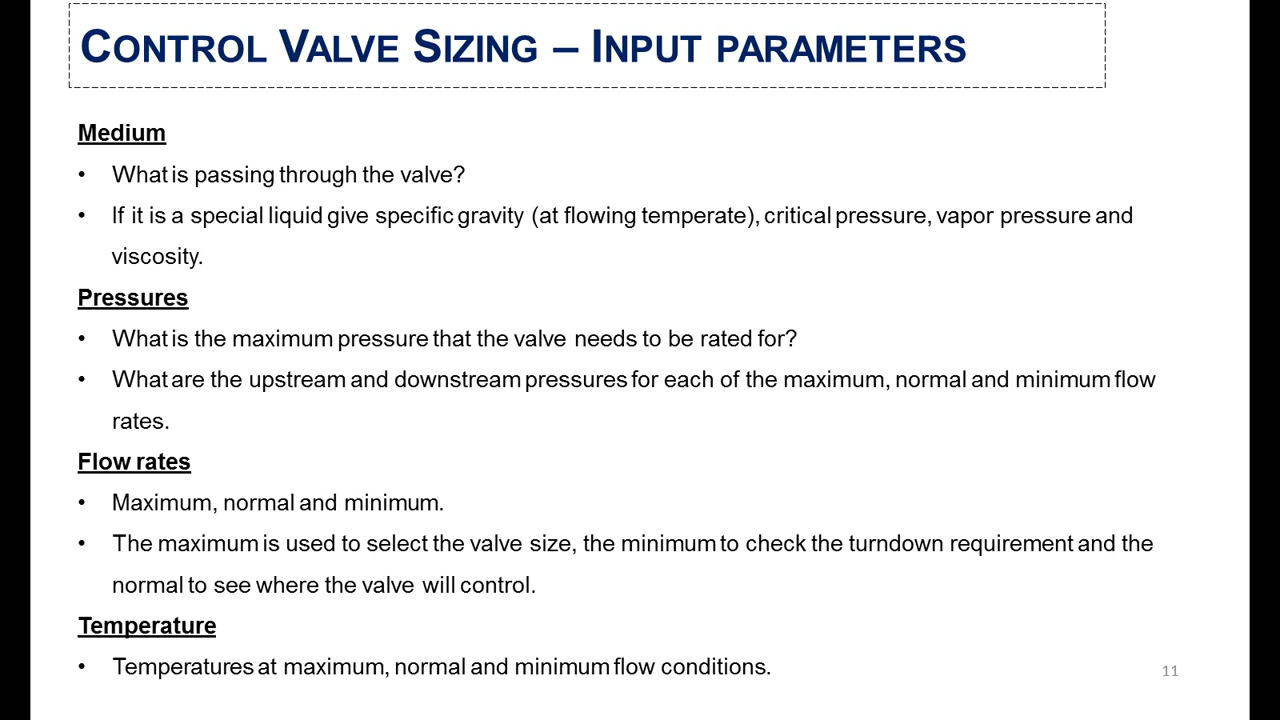 CONTROL VALVE SIZING – INPUT PARAMETERS
Medium
• What is passing through the valve?
• If it is a special liquid give specific gravity (at flowing temperate), critical pressure, vapor pressure and
viscosity.
Pressures
• What is the maximum pressure that the valve needs to be rated for?
• What are the upstream and downstream pressures for each of the maximum, normal and minimum flow
rates.
Flow rates
• Maximum, normal and minimum.
• The maximum is used to select the valve size, the minimum to check the turndown requirement and the
normal to see where the valve will control.
Temperature
• Temperatures at maximum, normal and minimum flow conditions.
11